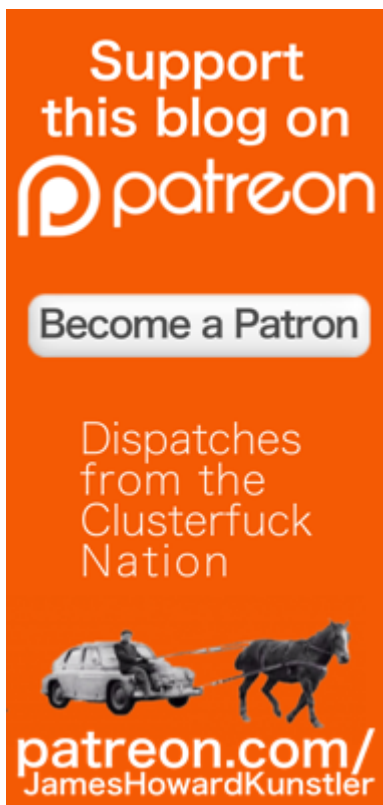 Support
this blog on
patreon
Become a Patron
Dispatches
from the
Clusterfuck
Nation
patreon.com/
JamesHowardKunstler